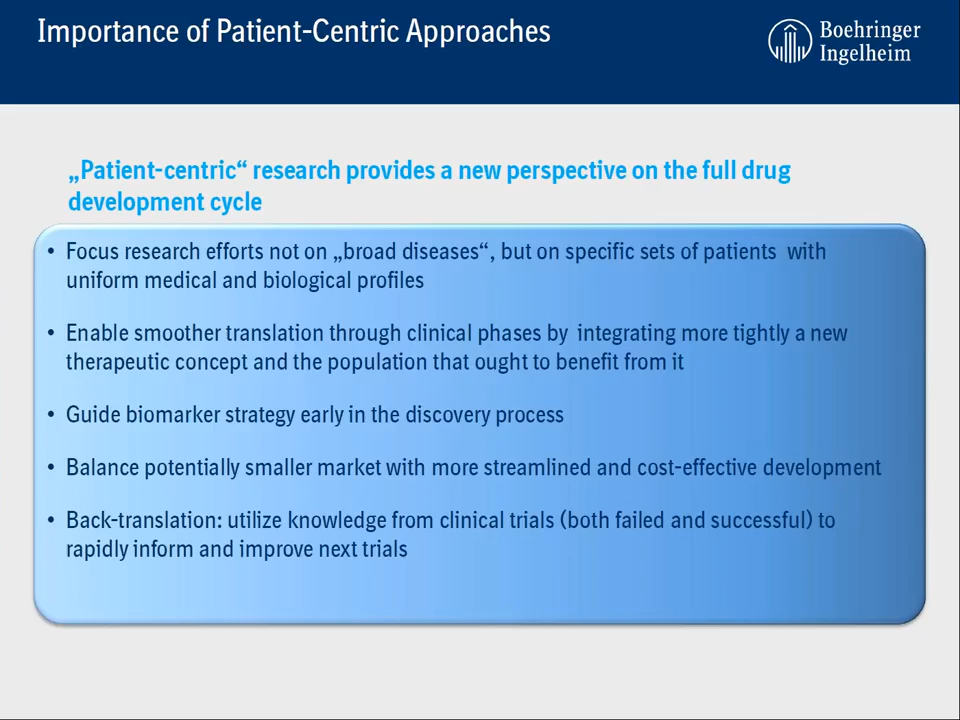 Importance of Patient-Centric Approaches
Boehringer
Ingelheim
„Patient-centric“ research provides a new perspective on the full drug
development cycle
• Focus research efforts not on „broad diseases“, but on specific sets of patients  with
uniform medical and biological profiles
• Enable smoother translation through clinical phases by  integrating more tightly a new
therapeutic concept and the population that ought to benefit from it
• Guide biomarker strategy early in the discovery process
• Balance potentially smaller market with more streamlined and cost-effective development
• Back-translation: utilize knowledge from clinical trials (both failed and successful) to
rapidly inform and improve next trials